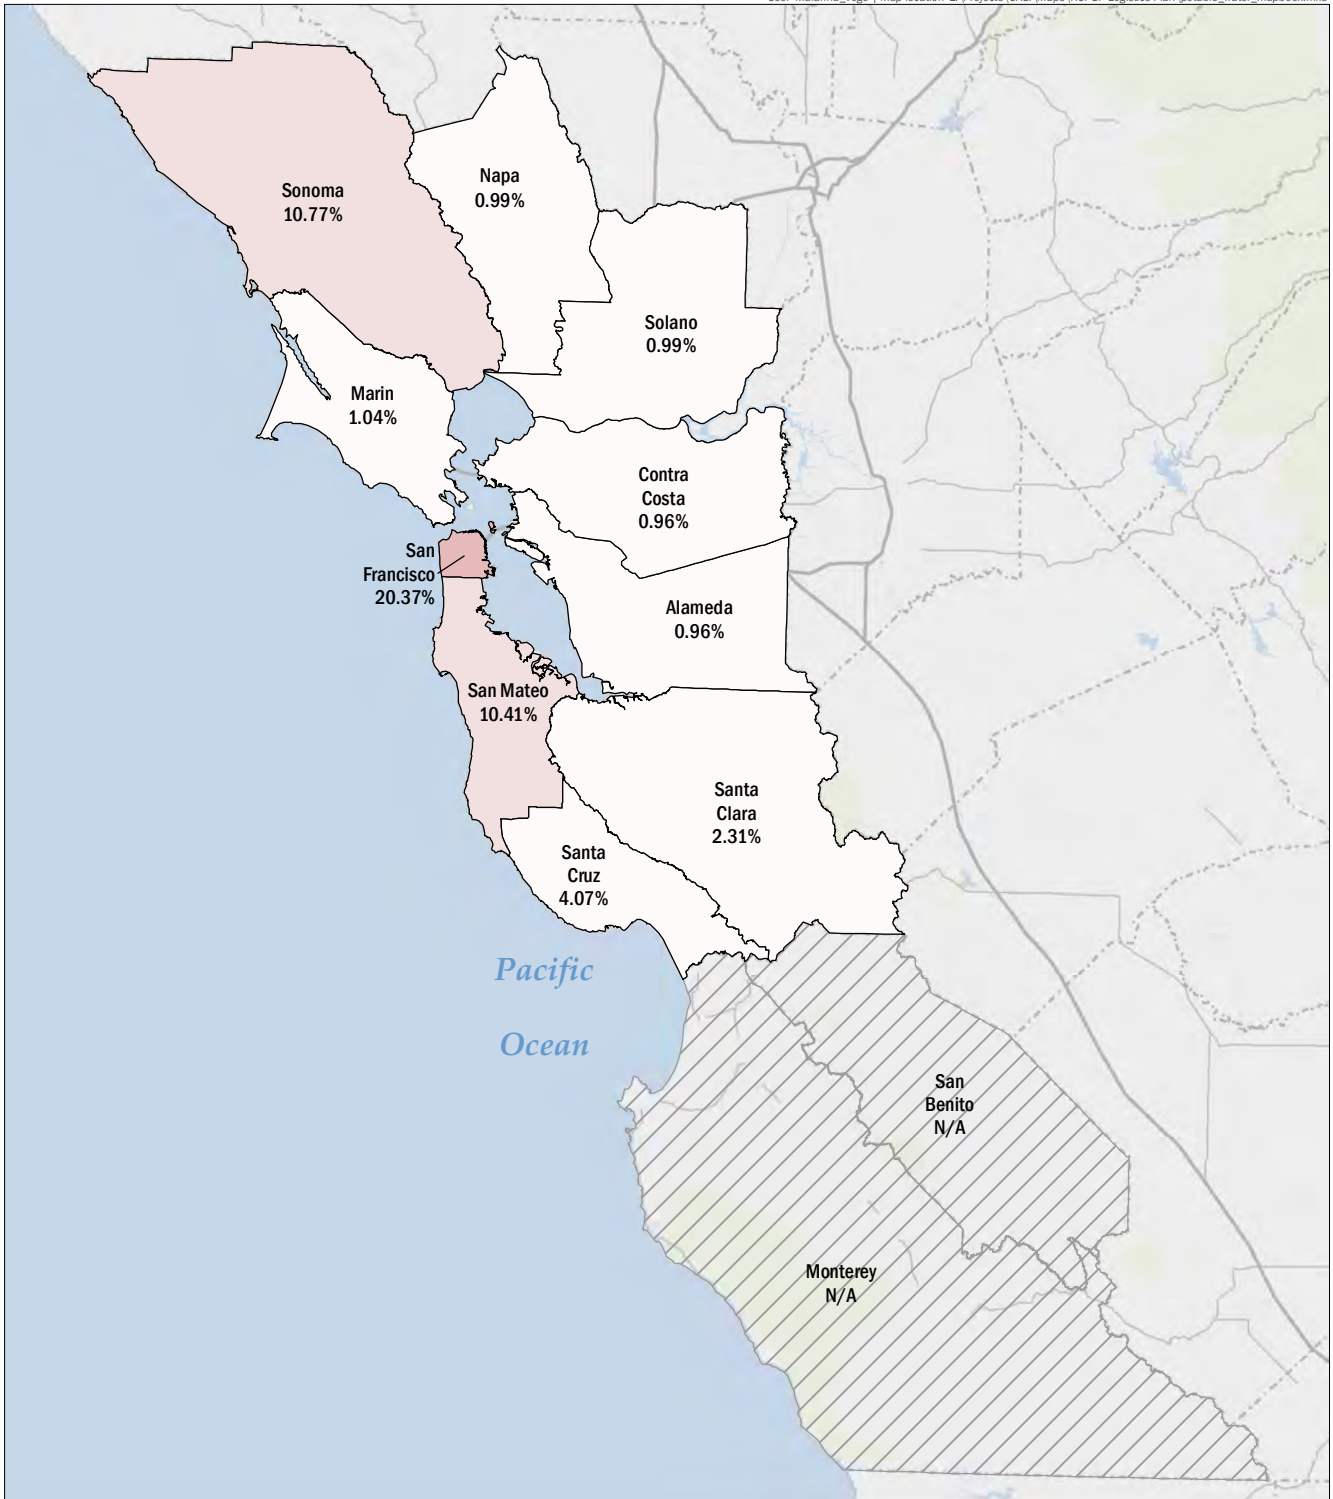 Sonoma
10.77%
Napa
0.99%
Solano
0.99%
Marin
1.04%
Contra
Costa
0.96%
San
Francisco
20.37%
Alameda
0.96%
San Mateo
10.41%
Santa
Clara
2.31%
Santa
Cruz
4.07%
Pacific
Ocean
San
Benito
N/A
Monterey
N/A